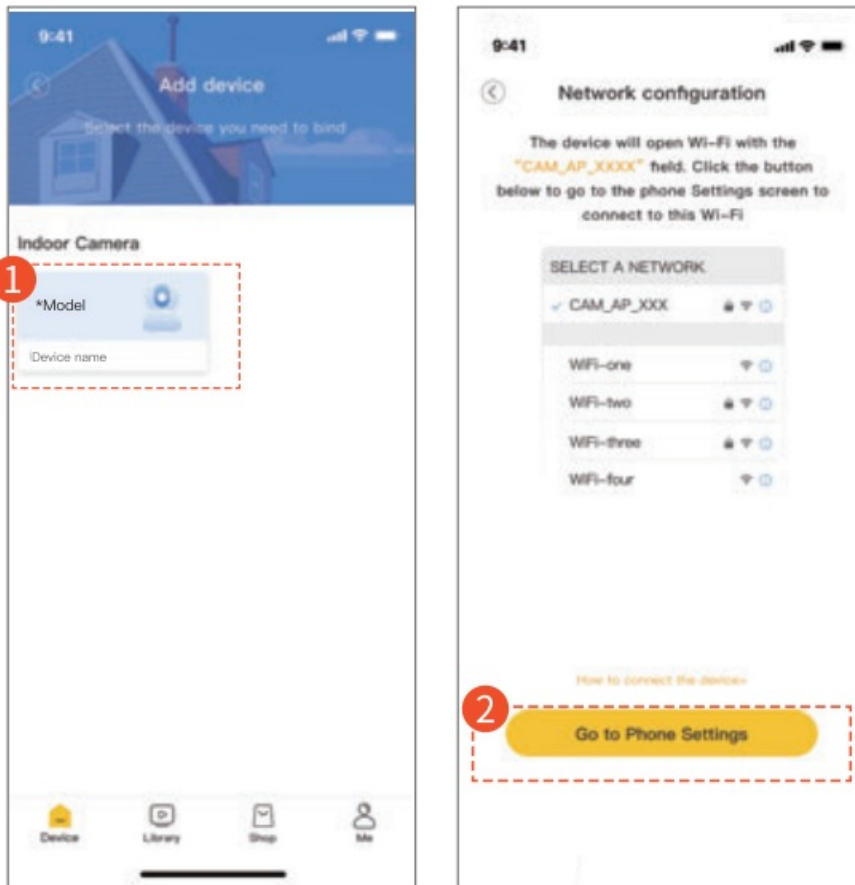 9:41
Add device
Select the device you need to bind
Indoor Camera
1
*Model
Device name
Device
Library
Shop
Me
9:41
Network configuration
The device will open Wi-Fi with the
"CAM_AP_XXXX" field. Click the button
below to go to the phone Settings screen to
connect to this Wi-Fi
SELECT A NETWORK
CAM_AP_XXX
WiFi-one
WiFi-two
WiFi-three
WiFi-four
How to connect the device>
2
Go to Phone Settings